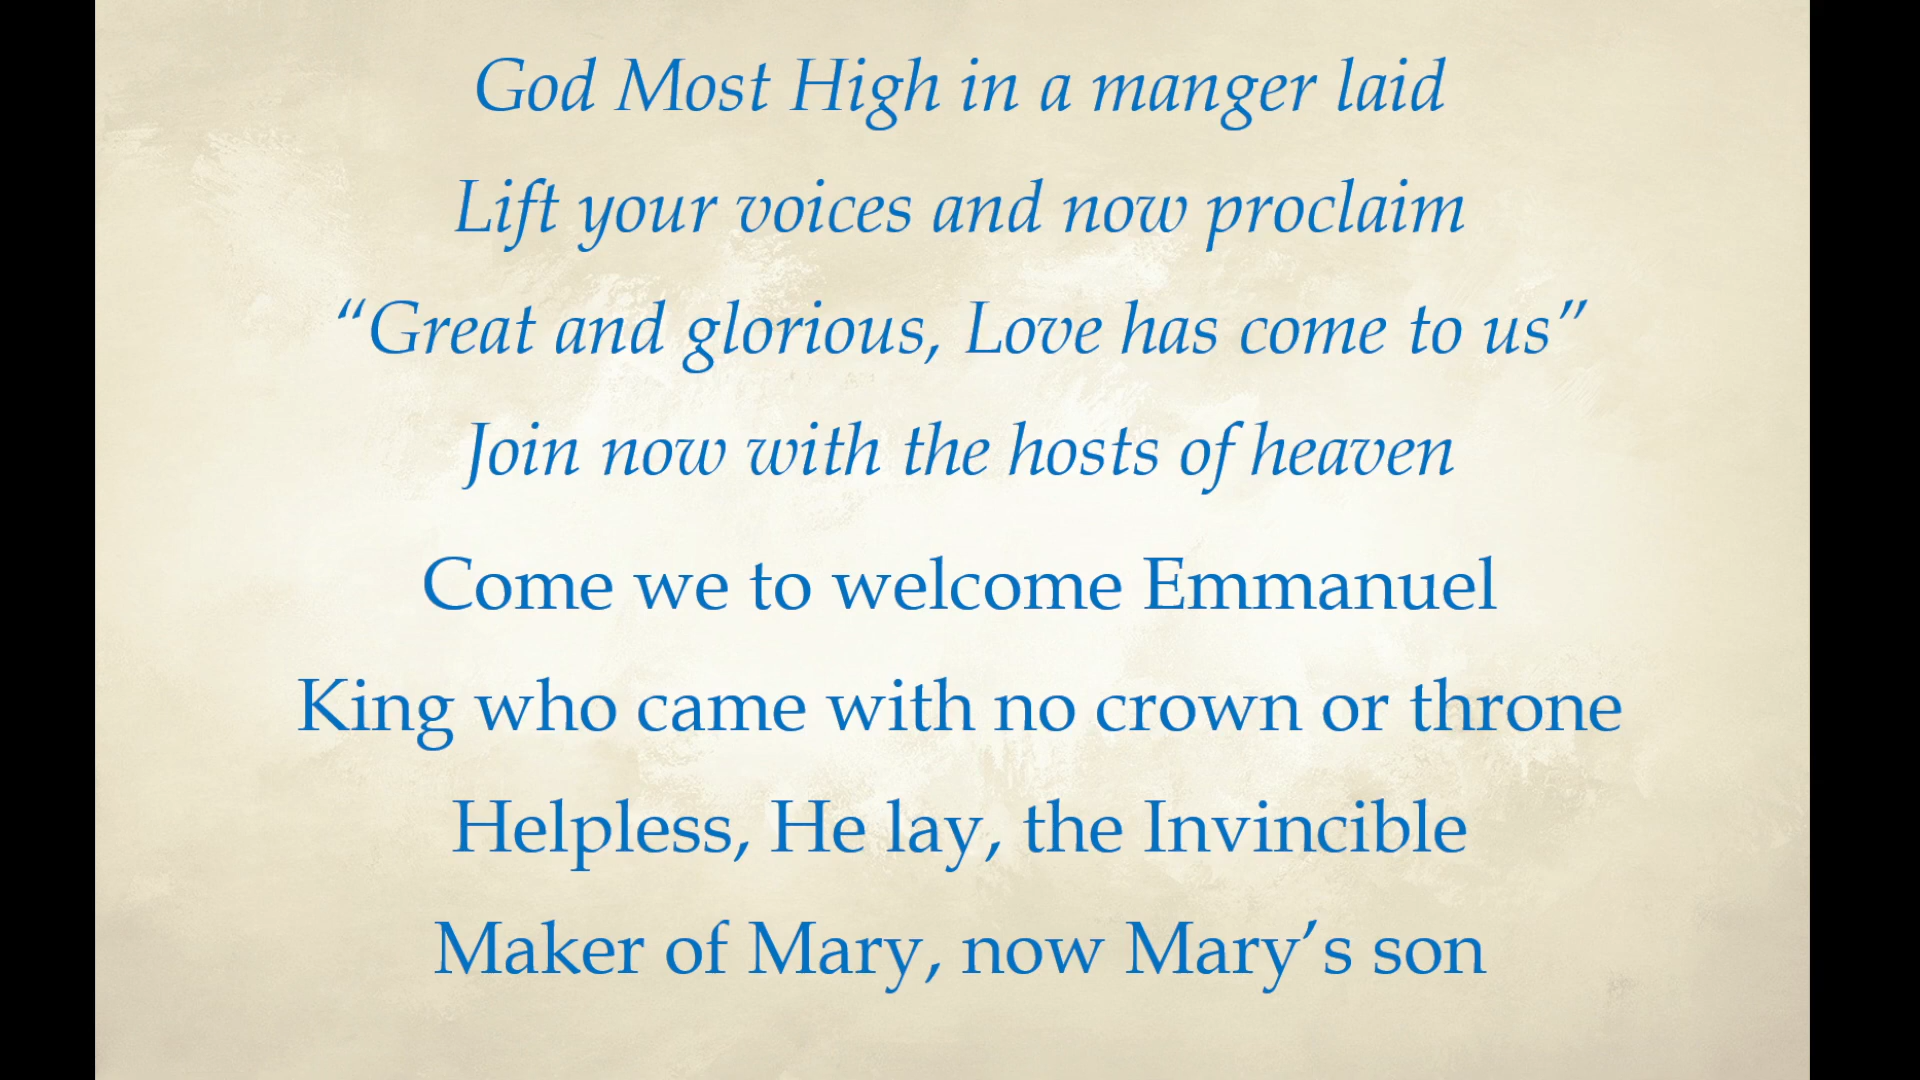 God Most High in a manger laid
Lift your voices and now proclaim
“Great and glorious, Love has come to us”
Join now with the hosts of heaven
Come we to welcome Emmanuel
King who came with no crown or throne
Helpless, He lay, the Invincible
Maker of Mary, now Mary’s son